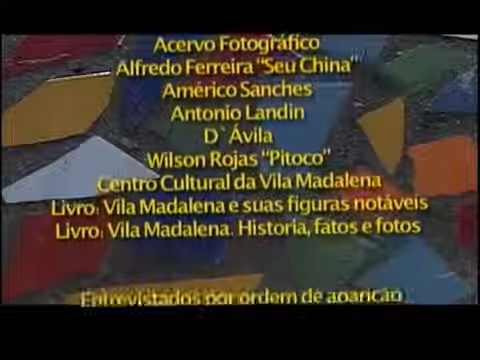 Acervo Fotográfico
Alfredo Ferreira "Seu China"
Américo Sanches
Antonio Landin
D`Ávila
Wilson Rojas "Pitoco"
Centro Cultural da Vila Madalena
Livro: Vila Madalena e suas figuras notáveis
Livro: Vila Madalena. Historia, fatos e fotos
Entrevistados por ordem de aparição